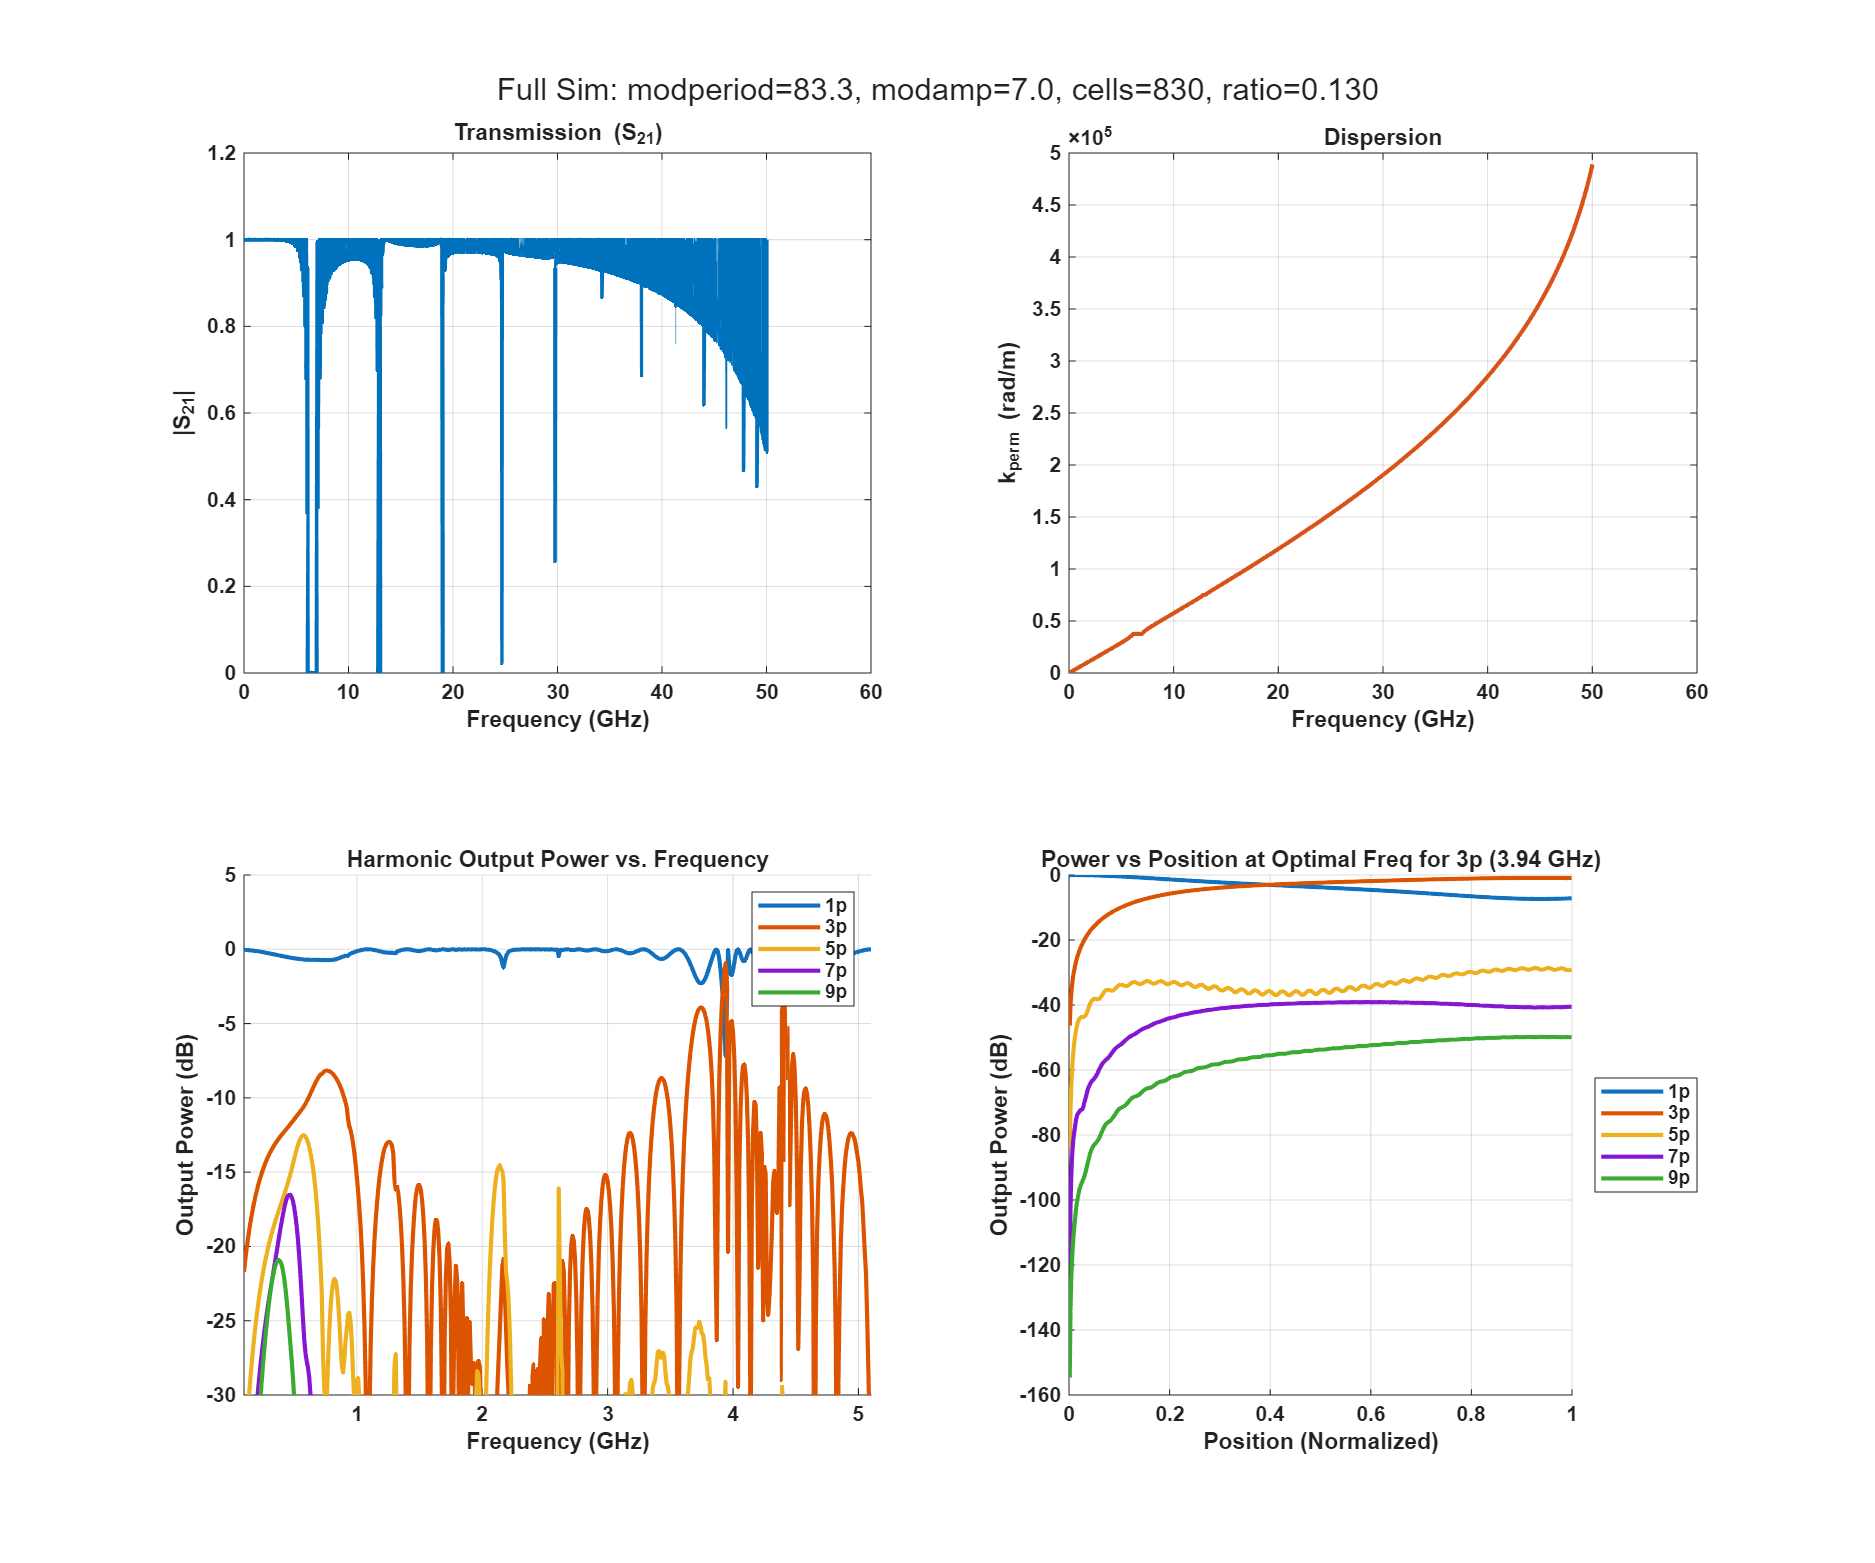 Full Sim: modperiod=83.3, modamp=7.0, cells=830, ratio=0.130
Transmission (S21)
1.2
1
0.8
0.6
0.4
0.2
0
|S21|
0 10 20 30 40 50 60
Frequency (GHz)
×10^5
Dispersion
5
4.5
4
3.5
3
2.5
2
1.5
1
0.5
0
kperm (rad/m)
0 10 20 30 40 50 60
Frequency (GHz)
Harmonic Output Power vs. Frequency
5
0
-5
-10
-15
-20
-25
-30
Output Power (dB)
1p
3p
5p
7p
9p
1 2 3 4 5
Frequency (GHz)
Power vs Position at Optimal Freq for 3p (3.94 GHz)
0
-20
-40
-60
-80
-100
-120
-140
-160
Output Power (dB)
0 0.2 0.4 0.6 0.8 1
Position (Normalized)
1p
3p
5p
7p
9p